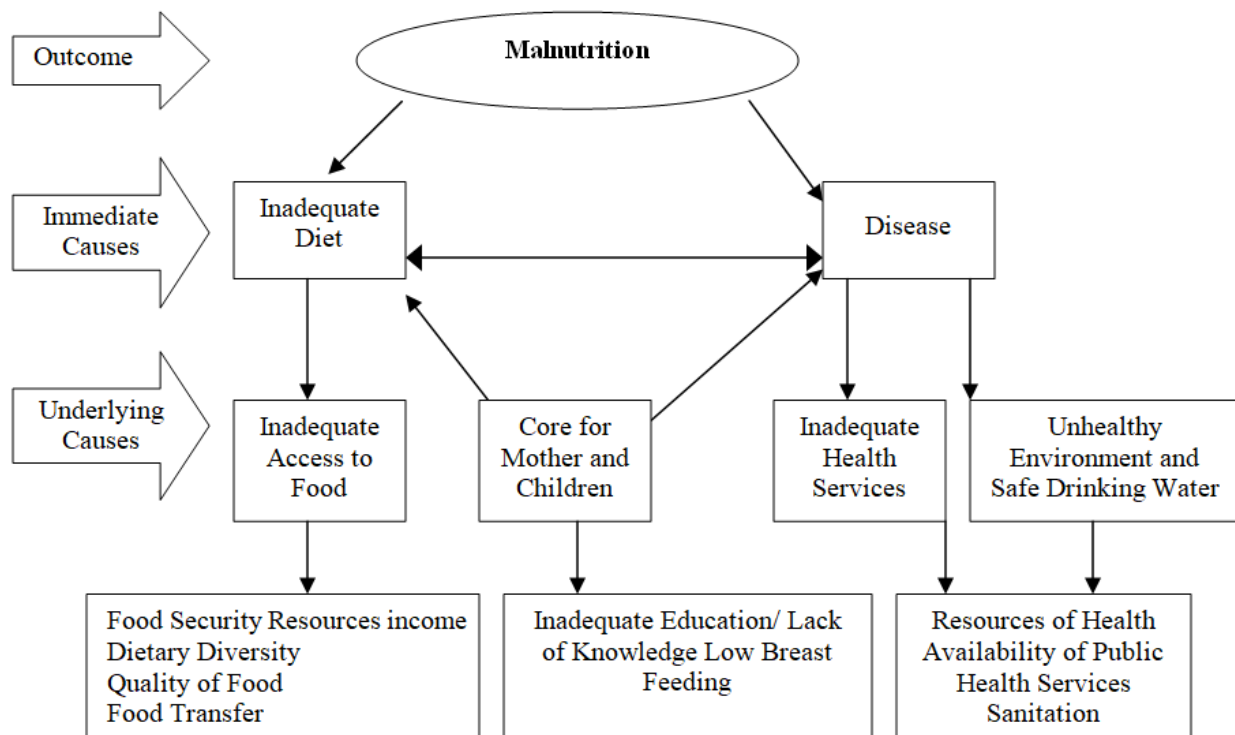 Outcome
Malnutrition
Immediate
Causes
Inadequate
Diet
Disease
Underlying
Causes
Inadequate
Access to
Food
Core for
Mother and
Children
Inadequate
Health
Services
Unhealthy
Environment and
Safe Drinking Water
Food Security Resources income
Dietary Diversity
Quality of Food
Food Transfer
Inadequate Education/ Lack
of Knowledge Low Breast
Feeding
Resources of Health
Availability of Public
Health Services
Sanitation